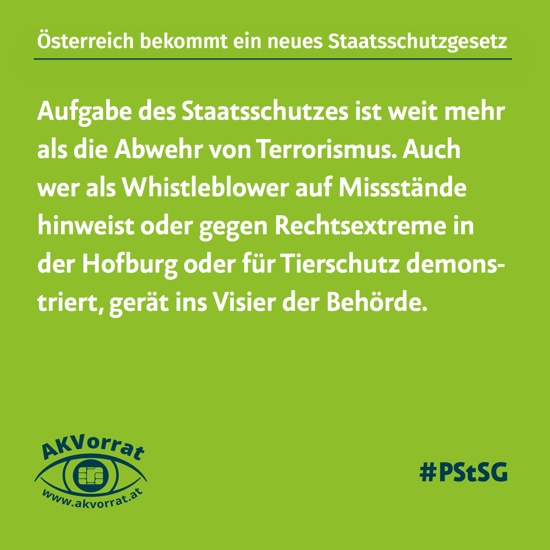 Österreich bekommt ein neues Staatsschutzgesetz
Aufgabe des Staatsschutzes ist weit mehr
als die Abwehr von Terrorismus. Auch
wer als Whistleblower auf Missstände
hinweist oder gegen Rechtsextreme in
der Hofburg oder für Tierschutz demons-
triert, gerät ins Visier der Behörde.
AKVorrat
www.akvorrat.at
#PStSG